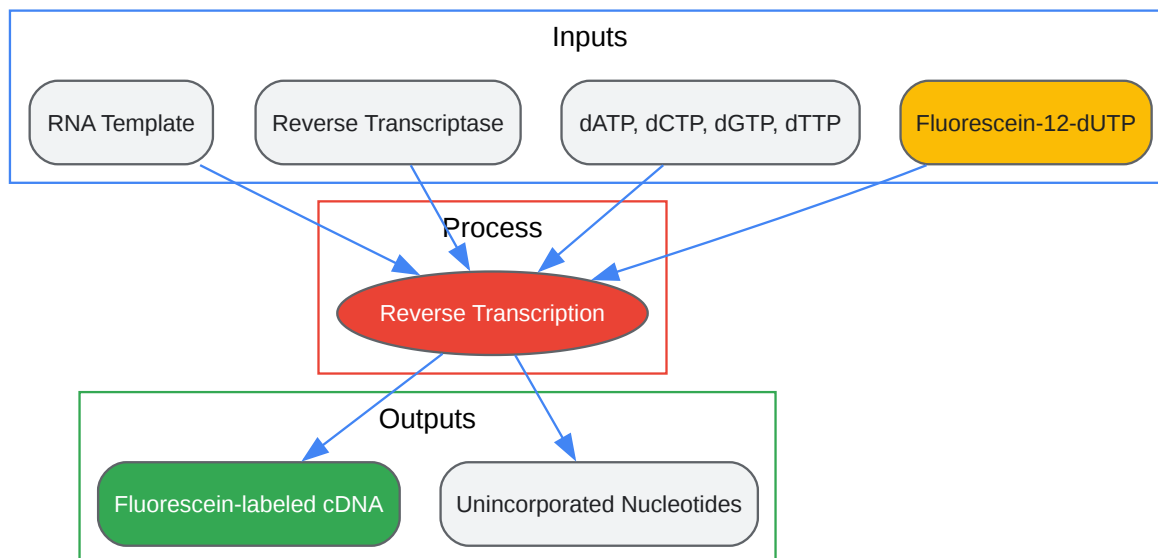 Inputs
RNA Template
Reverse Transcriptase
dATP, dCTP, dGTP, dTTP
Fluorescein-12-dUTP
Process
Reverse Transcription
Outputs
Fluorescein-labeled cDNA
Unincorporated Nucleotides